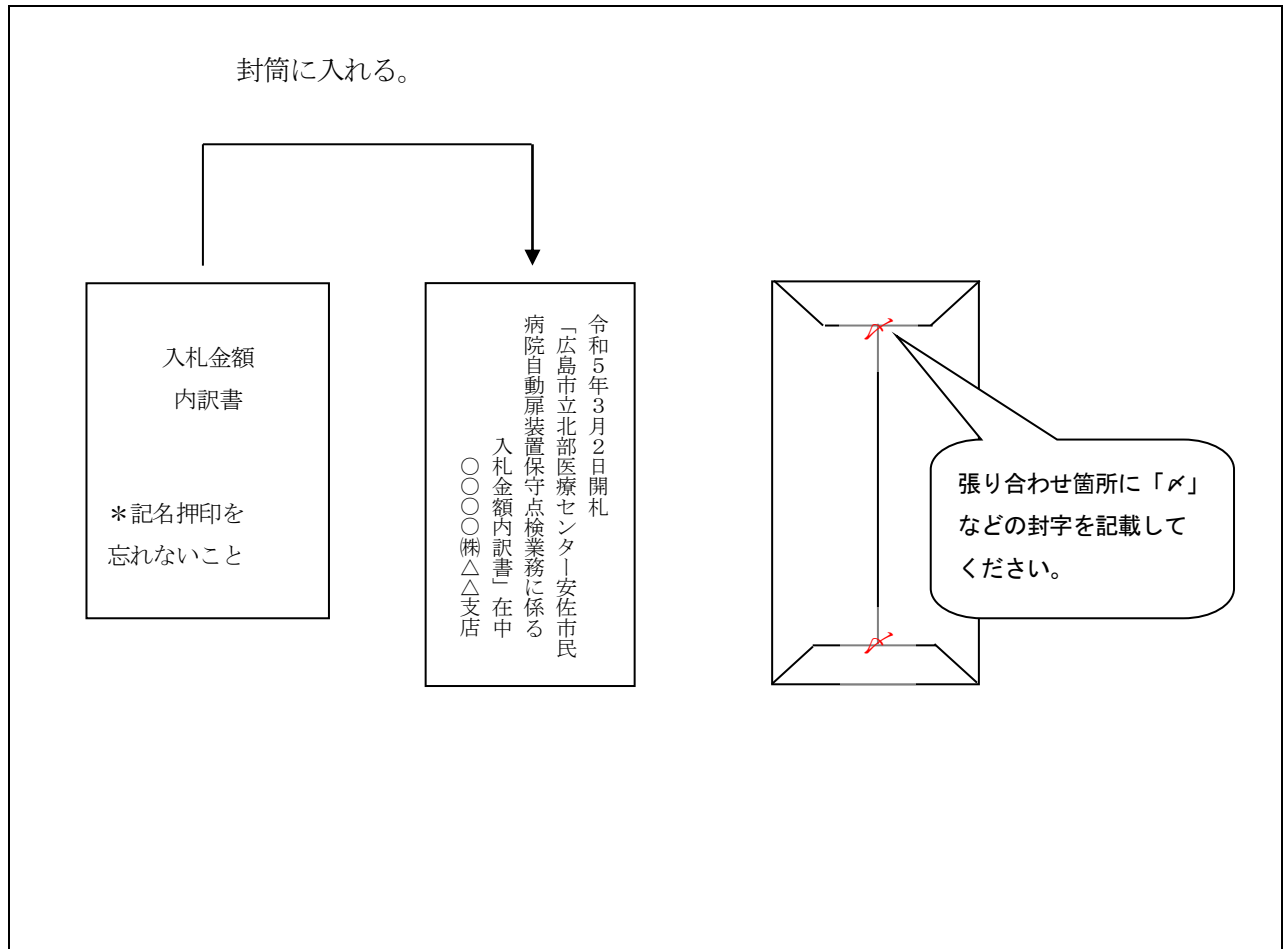 封筒に入れる。
入札金額
内訳書
＊記名押印を
忘れないこと
令和５年３月２日開札
「広島市立北部医療センター安佐市民
病院自動扉装置保守点検業務に係る
入札金額内訳書」在中
○○○○㈱△△支店
〆
張り合わせ箇所に「〆」
などの封字を記載して
ください。
〆